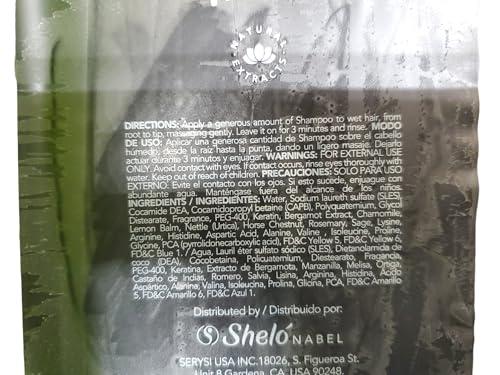 NATURAL
EXTRACTS
DIRECTIONS: Apply a generous amount of Shampoo to wet hair, from
root to tip, massaging gently. Leave it on for 3 minutes and rinse. MODO
DE USO: Aplicar una generosa cantidad de Shampoo sobre el cabello
humedo desde la raíz hasta la punta, dando un ligero masaje. Dejarlo
actuar durante 3 minutos y enjuagar. WARNINGS: FOR EXTERNAL USE
ONLY. Avoid contact with eyes. If contact occurs, rinse eyes thoroughly with
water. Keep out of reach of children. PRECAUCIONES: SOLO PARA USO
EXTERNO. Evite el contacto con los ojos. Si esto sucede, enjuague con
abundante agua. Manténgase fuera del alcance de los niños.
INGREDIENTS / INGREDIENTES: Water, Sodium laureth sulfate (SLES),
Cocamide DEA, Cocamidopropyl betaine (CAPB), Polyquaternium, Glycol
Distearate, Fragrance, PEG-400, Keratin, Bergamot Extract, Chamomile,
Lemon Balm, Nettle (Urtica), Horse Chestnut, Rosemary, Sage, Lysine,
Arginine, Histidine, Aspartic Acid, Alanine, Valine , Isoleucine, Proline,
Glycine, PCA (pyrrolidonecarboxylic acid), FD&C Yellow 5, FD&C Yellow 6,
FD&C Blue 1. / Agua, Lauril éter sulfato sódico (SLES), Dietanolamida de
Coco (DEA), Cocobetaina, Policuaternium, Diestearato, Fragancia
PEG-400, Keratina, Extracto de Bergamota, Manzanilla, Melisa, Ortiga,
Castaño de Indias, Romero, Salvia, Lisina, Arginina, Histidina, Ácido
Aspártico, Alanina, Valina, Isoleucina, Prolina, Glicina, PCA, FD&C Amarillo
5, FD&C Amarillo 6, FD&C Azul 1.
Distributed by / Distribuido por:
Sheló NABEL
SERYSI USA INC.18026, S. Figueroa St.
Unit B Gardena, CA, USA 90248.